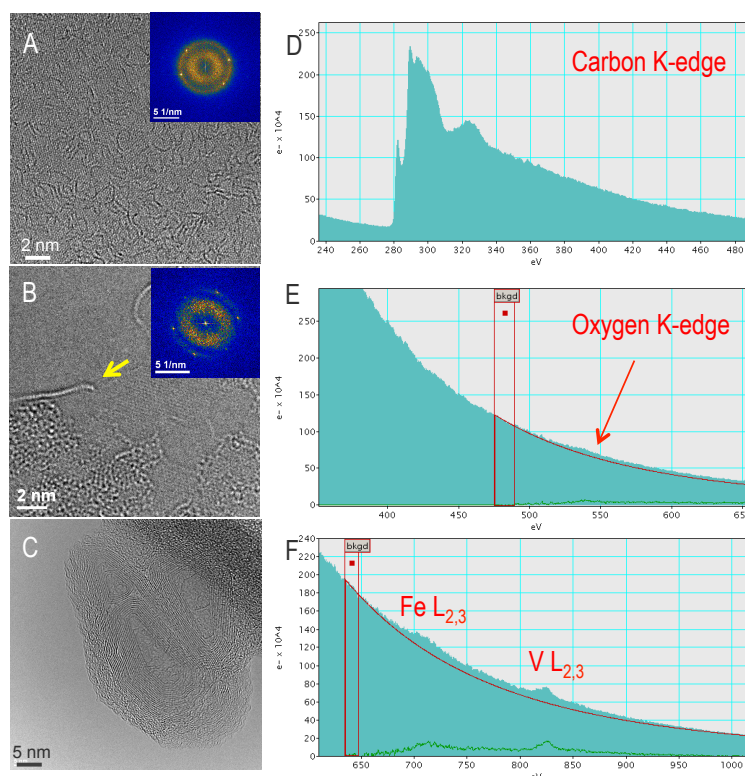 A
5 1/nm
2 nm
B
5 1/nm
2 nm
C
5 nm
D
Carbon K-edge
250
200
150
100
50
0
e- x 10^4
240 260 280 300 320 340 360 380 400 420 440 460 480
eV
E
bkgd
Oxygen K-edge
250
200
150
100
50
0
e- x 10^4
400 450 500 550 600 650
eV
F
bkgd
Fe L2,3
V L2,3
240
220
200
180
160
140
120
100
80
60
40
20
0
e- x 10^4
650 700 750 800 850 900 950 1000
eV